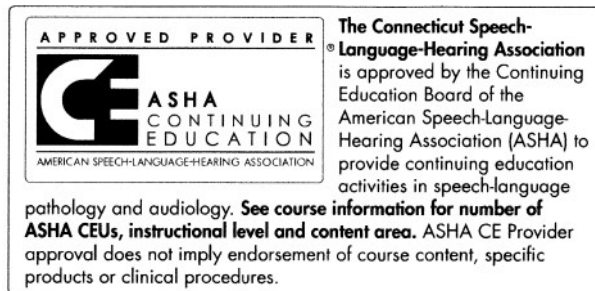 APPROVED PROVIDER
CE
ASHA
CONTINUING
EDUCATION
AMERICAN SPEECH-LANGUAGE-HEARING ASSOCIATION
®
The Connecticut Speech-
Language-Hearing Association
is approved by the Continuing
Education Board of the
American Speech-Language-
Hearing Association (ASHA) to
provide continuing education
activities in speech-language
pathology and audiology. See course information for number of
ASHA CEUs, instructional level and content area. ASHA CE Provider
approval does not imply endorsement of course content, specific
products or clinical procedures.